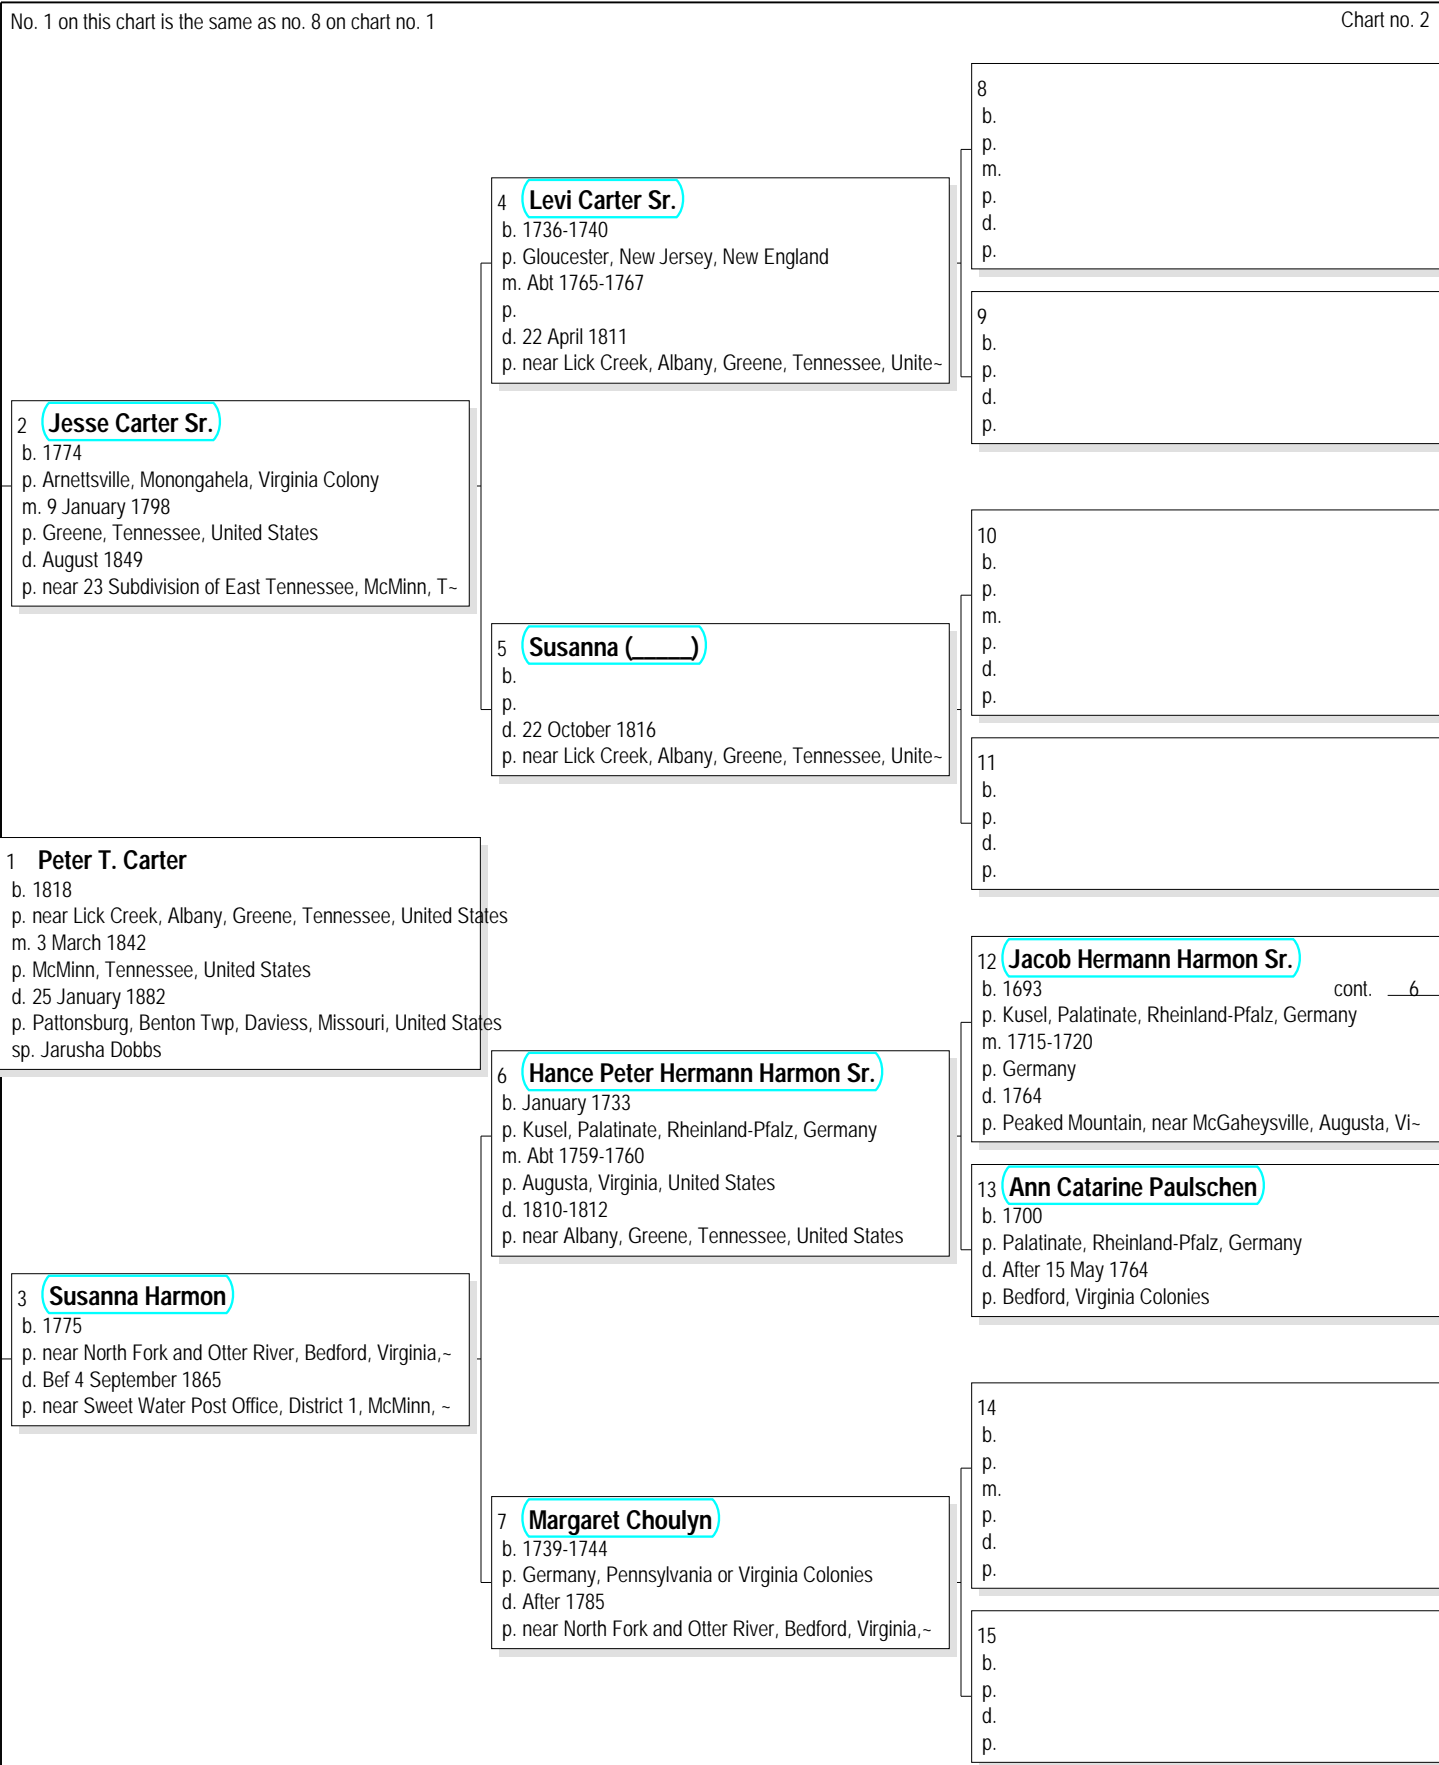 No. 1 on this chart is the same as no. 8 on chart no. 1
Chart no. 2
8
b.
p.
m.
p.
d.
p.
4 Levi Carter Sr.
b. 1736-1740
p. Gloucester, New Jersey, New England
m. Abt 1765-1767
p.
d. 22 April 1811
p. near Lick Creek, Albany, Greene, Tennessee, Unite~
9
b.
p.
d.
p.
2 Jesse Carter Sr.
b. 1774
p. Arnettsville, Monongahela, Virginia Colony
m. 9 January 1798
p. Greene, Tennessee, United States
d. August 1849
p. near 23 Subdivision of East Tennessee, McMinn, T~
10
b.
p.
m.
p.
d.
p.
5 Susanna (_____)
b.
p.
d. 22 October 1816
p. near Lick Creek, Albany, Greene, Tennessee, Unite~
11
b.
p.
d.
p.
1 Peter T. Carter
b. 1818
p. near Lick Creek, Albany, Greene, Tennessee, United States
m. 3 March 1842
p. McMinn, Tennessee, United States
d. 25 January 1882
p. Pattonsburg, Benton Twp, Daviess, Missouri, United States
sp. Jarusha Dobbs
12 Jacob Hermann Harmon Sr.
b. 1693 cont. 6
p. Kusel, Palatinate, Rheinland-Pfalz, Germany
m. 1715-1720
p. Germany
d. 1764
p. Peaked Mountain, near McGaheysville, Augusta, Vi~
6 Hance Peter Hermann Harmon Sr.
b. January 1733
p. Kusel, Palatinate, Rheinland-Pfalz, Germany
m. Abt 1759-1760
p. Augusta, Virginia, United States
d. 1810-1812
p. near Albany, Greene, Tennessee, United States
13 Ann Catarine Paulschen
b. 1700
p. Palatinate, Rheinland-Pfalz, Germany
d. After 15 May 1764
p. Bedford, Virginia Colonies
3 Susanna Harmon
b. 1775
p. near North Fork and Otter River, Bedford, Virginia,~
d. Bef 4 September 1865
p. near Sweet Water Post Office, District 1, McMinn, ~
14
b.
p.
m.
p.
d.
p.
7 Margaret Choulyn
b. 1739-1744
p. Germany, Pennsylvania or Virginia Colonies
d. After 1785
p. near North Fork and Otter River, Bedford, Virginia,~
15
b.
p.
d.
p.